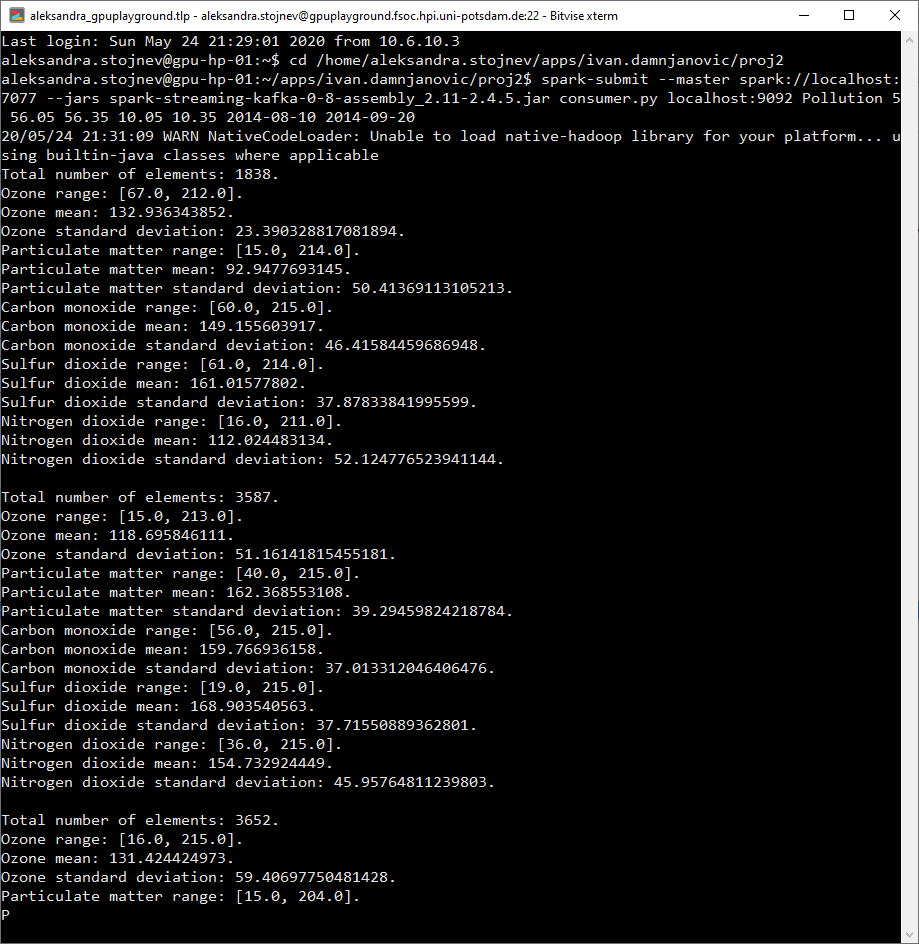 aleksandra_gpuplayground.tlp - aleksandra.stojnev@gpuplayground.fsoc.hpi.uni-potsdam.de:22 - Bitvise xterm
Last login: Sun May 24 21:29:01 2020 from 10.6.10.3
aleksandra.stojnev@gpu-hp-01:~$ cd /home/aleksandra.stojnev/apps/ivan.damnjanovic/proj2
aleksandra.stojnev@gpu-hp-01:~/apps/ivan.damnjanovic/proj2$ spark-submit --master spark://localhost:
7077 --jars spark-streaming-kafka-0-8-assembly_2.11-2.4.5.jar consumer.py localhost:9092 Pollution 5
 56.05 56.35 10.05 10.35 2014-08-10 2014-09-20
20/05/24 21:31:09 WARN NativeCodeLoader: Unable to load native-hadoop library for your platform... u
sing builtin-java classes where applicable
Total number of elements: 1838.
Ozone range: [67.0, 212.0].
Ozone mean: 132.936343852.
Ozone standard deviation: 23.390328817081894.
Particulate matter range: [15.0, 214.0].
Particulate matter mean: 92.9477693145.
Particulate matter standard deviation: 50.41369113105213.
Carbon monoxide range: [60.0, 215.0].
Carbon monoxide mean: 149.155603917.
Carbon monoxide standard deviation: 46.41584459686948.
Sulfur dioxide range: [61.0, 214.0].
Sulfur dioxide mean: 161.01577802.
Sulfur dioxide standard deviation: 37.87833841995599.
Nitrogen dioxide range: [16.0, 211.0].
Nitrogen dioxide mean: 112.024483134.
Nitrogen dioxide standard deviation: 52.124776523941144.

Total number of elements: 3587.
Ozone range: [15.0, 213.0].
Ozone mean: 118.695846111.
Ozone standard deviation: 51.16141815455181.
Particulate matter range: [40.0, 215.0].
Particulate matter mean: 162.368553108.
Particulate matter standard deviation: 39.29459824218784.
Carbon monoxide range: [56.0, 215.0].
Carbon monoxide mean: 159.766936158.
Carbon monoxide standard deviation: 37.013312046406476.
Sulfur dioxide range: [19.0, 215.0].
Sulfur dioxide mean: 168.903540563.
Sulfur dioxide standard deviation: 37.71550889362801.
Nitrogen dioxide range: [36.0, 215.0].
Nitrogen dioxide mean: 154.732924449.
Nitrogen dioxide standard deviation: 45.95764811239803.

Total number of elements: 3652.
Ozone range: [16.0, 215.0].
Ozone mean: 131.424424973.
Ozone standard deviation: 59.40697750481428.
Particulate matter range: [15.0, 204.0].
P